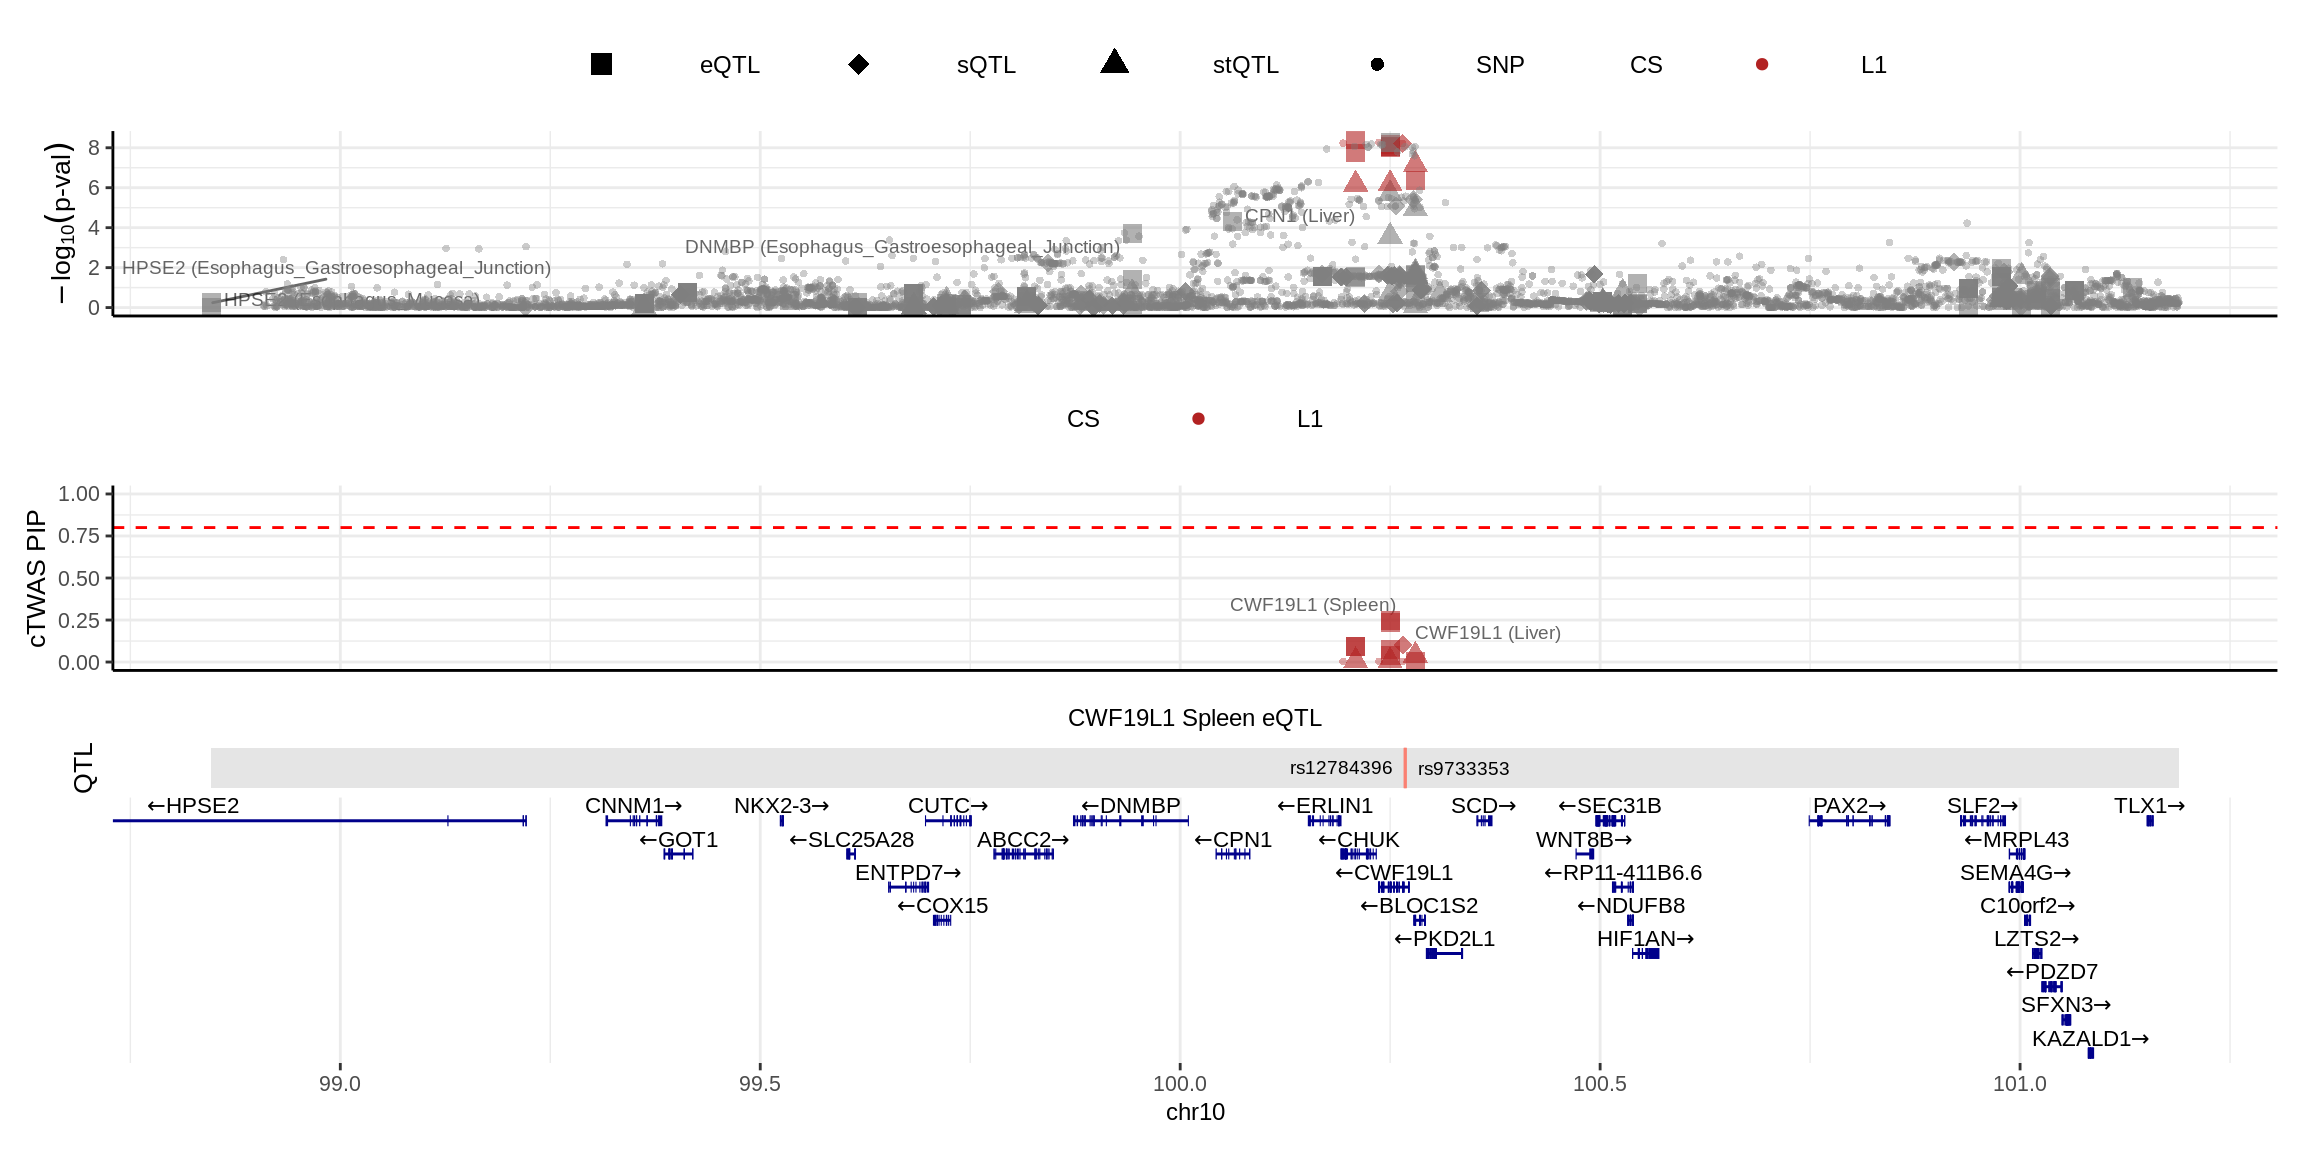 eQTL sQTL stQTL SNP CS L1
−log10(p-val)
8
6
4
2
0
CPN1 (Liver)
DNMBP (Esophagus_Gastroesophageal_Junction)
HPSE2 (Esophagus_Gastroesophageal_Junction)
HPSE2 (Esophagus_Mucosa)
CS L1
cTWAS PIP
1.00
0.75
0.50
0.25
0.00
CWF19L1 (Spleen)
CWF19L1 (Liver)
CWF19L1 Spleen eQTL
QTL
rs12784396 rs9733353
←HPSE2 CNNM1→ NKX2-3→ CUTC→ ←DNMBP ←ERLIN1 SCD→ ←SEC31B PAX2→ SLF2→ TLX1→
←GOT1 ←SLC25A28 ABCC2→ ←CPN1 ←CHUK WNT8B→ ←MRPL43
ENTPD7→ ←CWF19L1 ←RP11-411B6.6 SEMA4G→
←COX15 ←BLOC1S2 ←NDUFB8 C10orf2→
←PKD2L1 HIF1AN→ LZTS2→
←PDZD7
SFXN3→
KAZALD1→
99.0 99.5 100.0 100.5 101.0
chr10